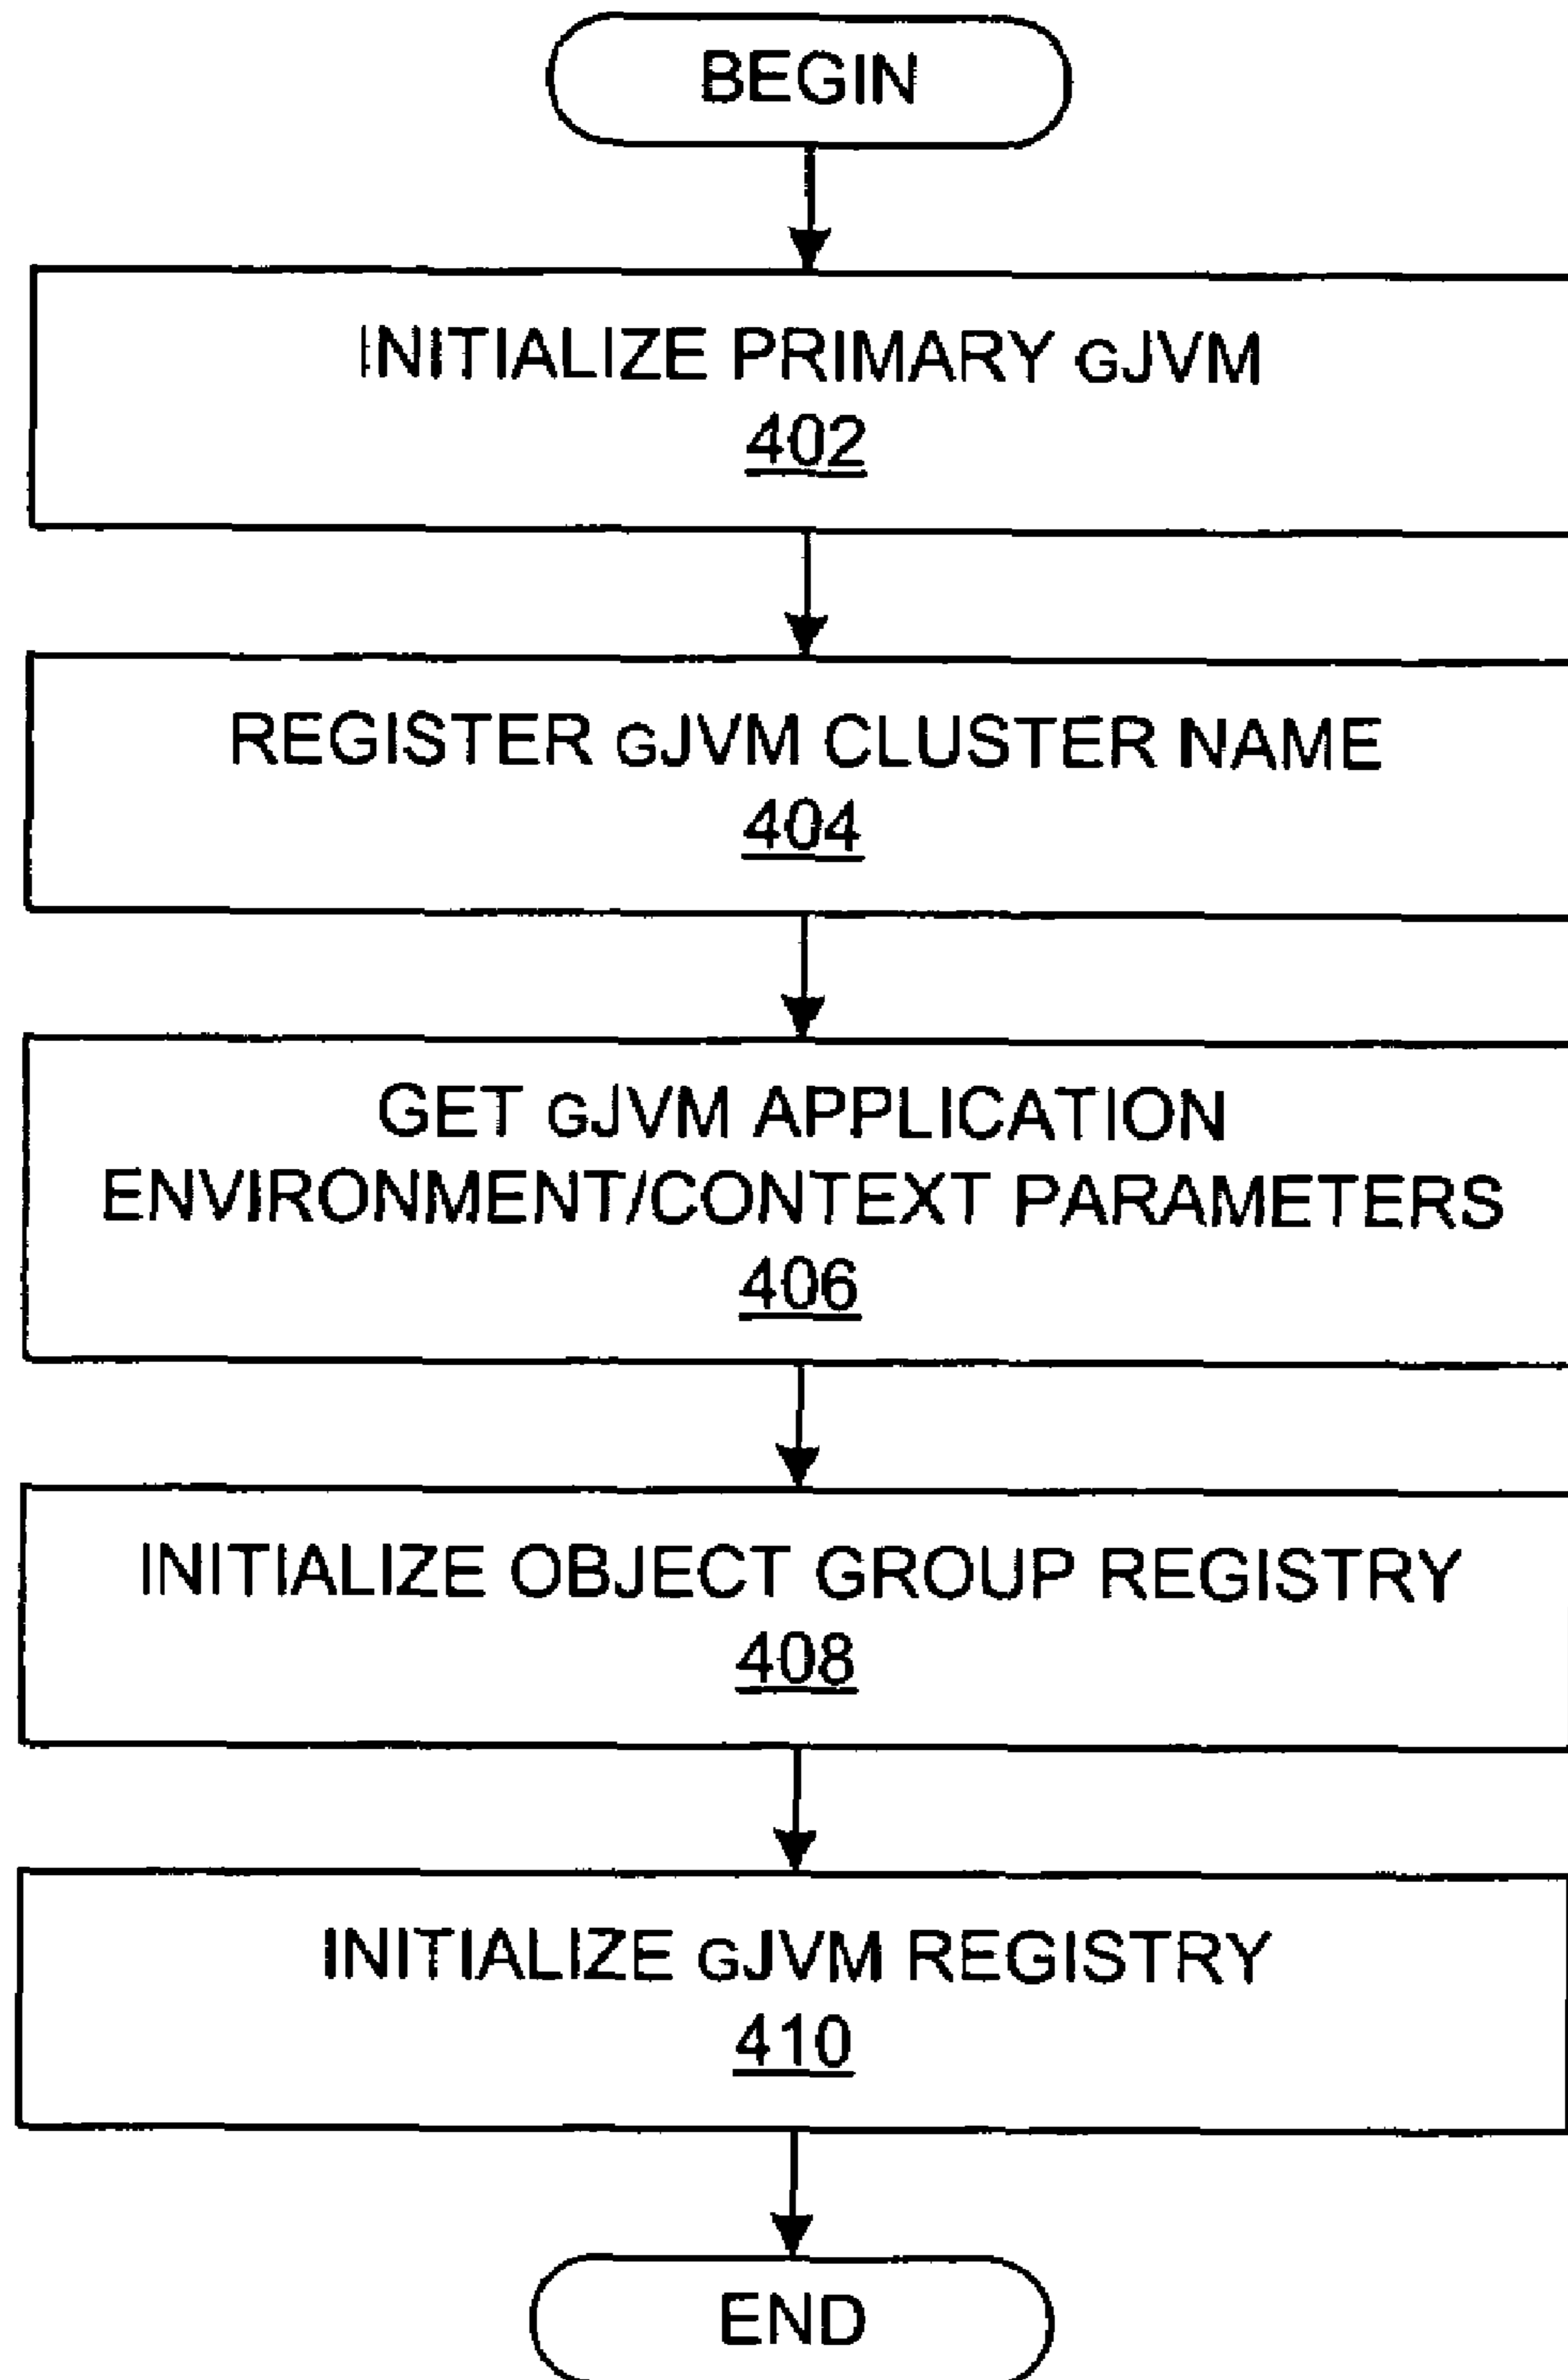 BEGIN
INITIALIZE PRIMARY GJVM
402
REGISTER GJVM CLUSTER NAME
404
GET GJVM APPLICATION
ENVIRONMENT/CONTEXT PARAMETERS
406
INITIALIZE OBJECT GROUP REGISTRY
408
INITIALIZE GJVM REGISTRY
410
END